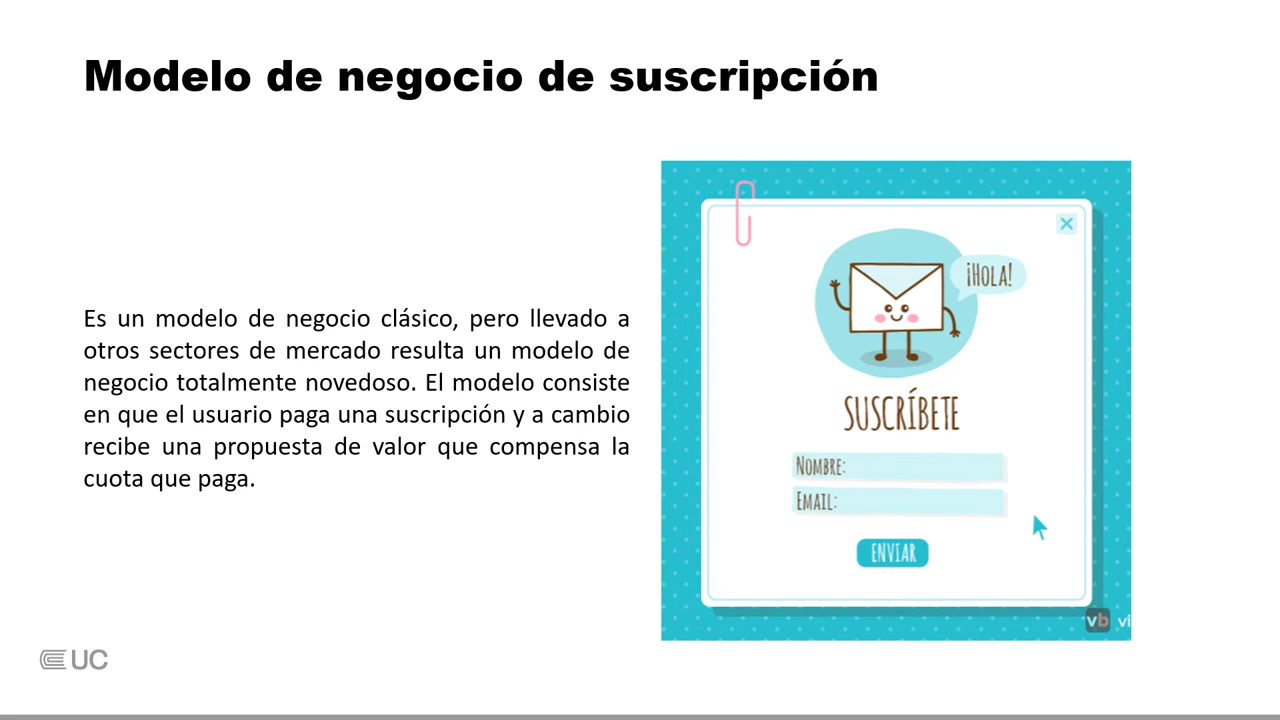 Modelo de negocio de suscripción
Es un modelo de negocio clásico, pero llevado a
otros sectores de mercado resulta un modelo de
negocio totalmente novedoso. El modelo consiste
en que el usuario paga una suscripción y a cambio
recibe una propuesta de valor que compensa la
cuota que paga.
¡HOLA!
SUSCRÍBETE
NOMBRE:
EMAIL:
ENVIAR
vb vi
UC